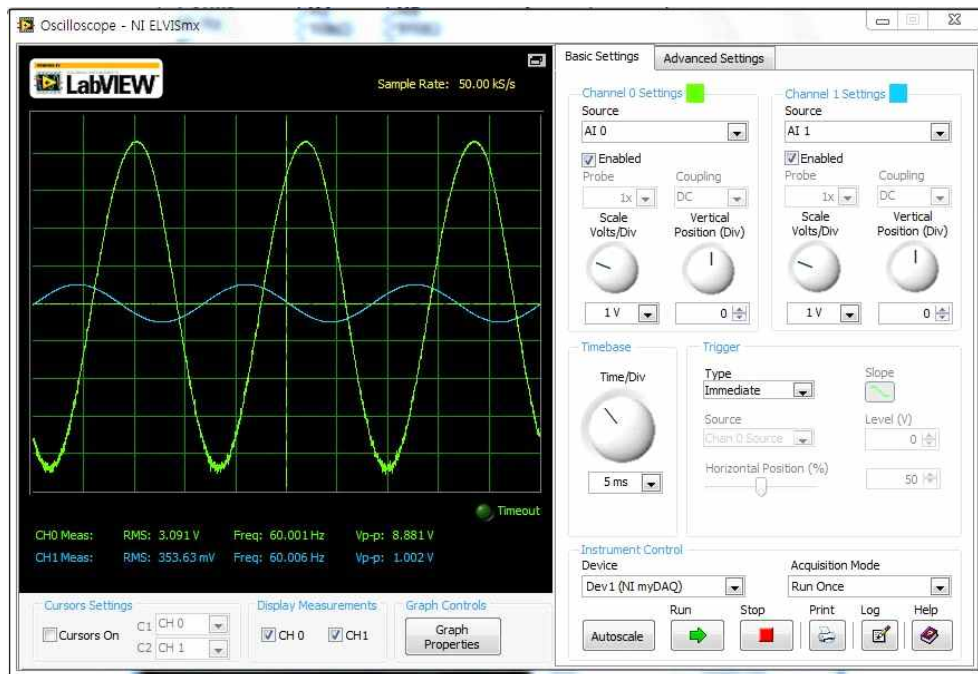 Oscilloscope - NI ELVISmx
LabVIEW
Sample Rate: 50.00 kS/s
Timeout
CH0 Meas: RMS: 3.091 V Freq: 60.001 Hz Vp-p: 8.881 V
CH1 Meas: RMS: 353.63 mV Freq: 60.006 Hz Vp-p: 1.002 V
Cursors Settings
Cursors On
C1 CH 0
C2 CH 1
Display Measurements
CH 0 CH1
Graph Controls
Graph
Properties
Basic Settings Advanced Settings
Channel 0 Settings
Source
AI 0
Enabled
Probe Coupling
1x DC
Scale Vertical
Volts/Div Position (Div)
1 V 0
Channel 1 Settings
Source
AI 1
Enabled
Probe Coupling
1x DC
Scale Vertical
Volts/Div Position (Div)
1 V 0
Timebase
Time/Div
5 ms
Trigger
Type Slope
Immediate
Source Level (V)
Chan 0 Source 0
Horizontal Position (%)
50
Instrument Control
Device Acquisition Mode
Dev1 (NI myDAQ) Run Once
Run Stop Print Log Help
Autoscale